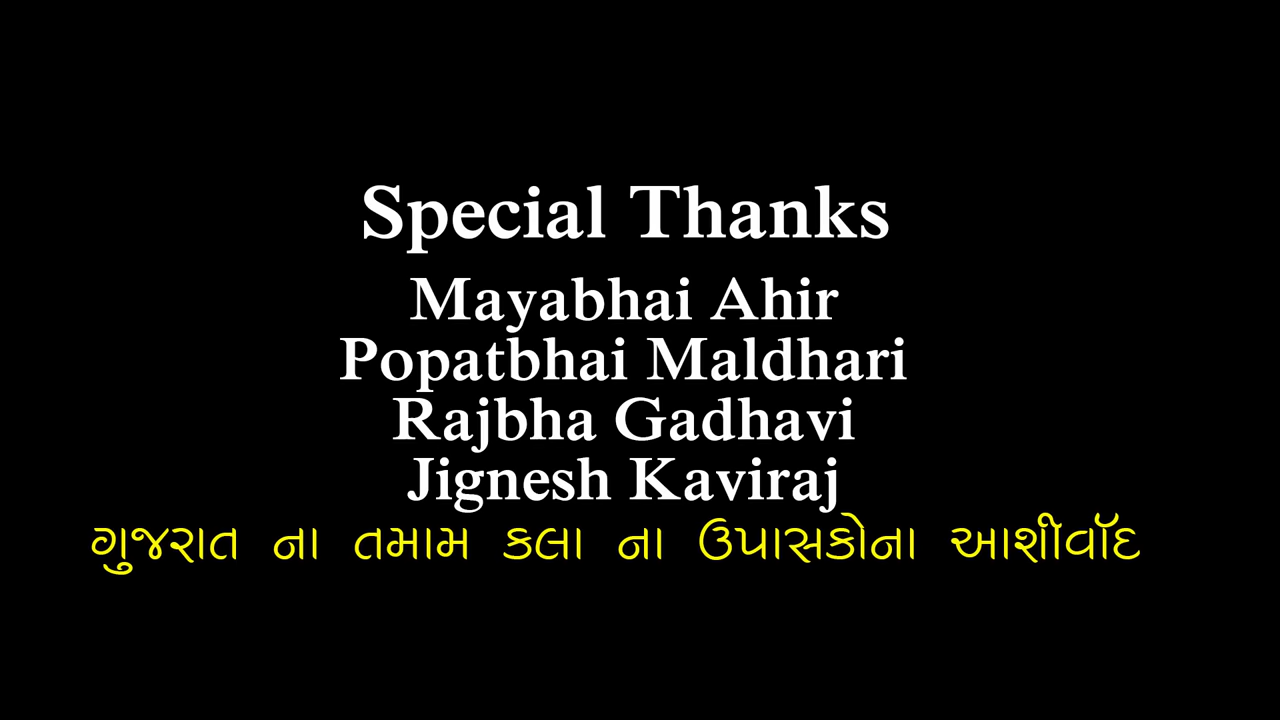 Special Thanks
Mayabhai Ahir
Popatbhai Maldhari
Rajbha Gadhavi
Jignesh Kaviraj
ગુજરાત ના તમામ કલા ના ઉપાસકોના આશીંવૉદ